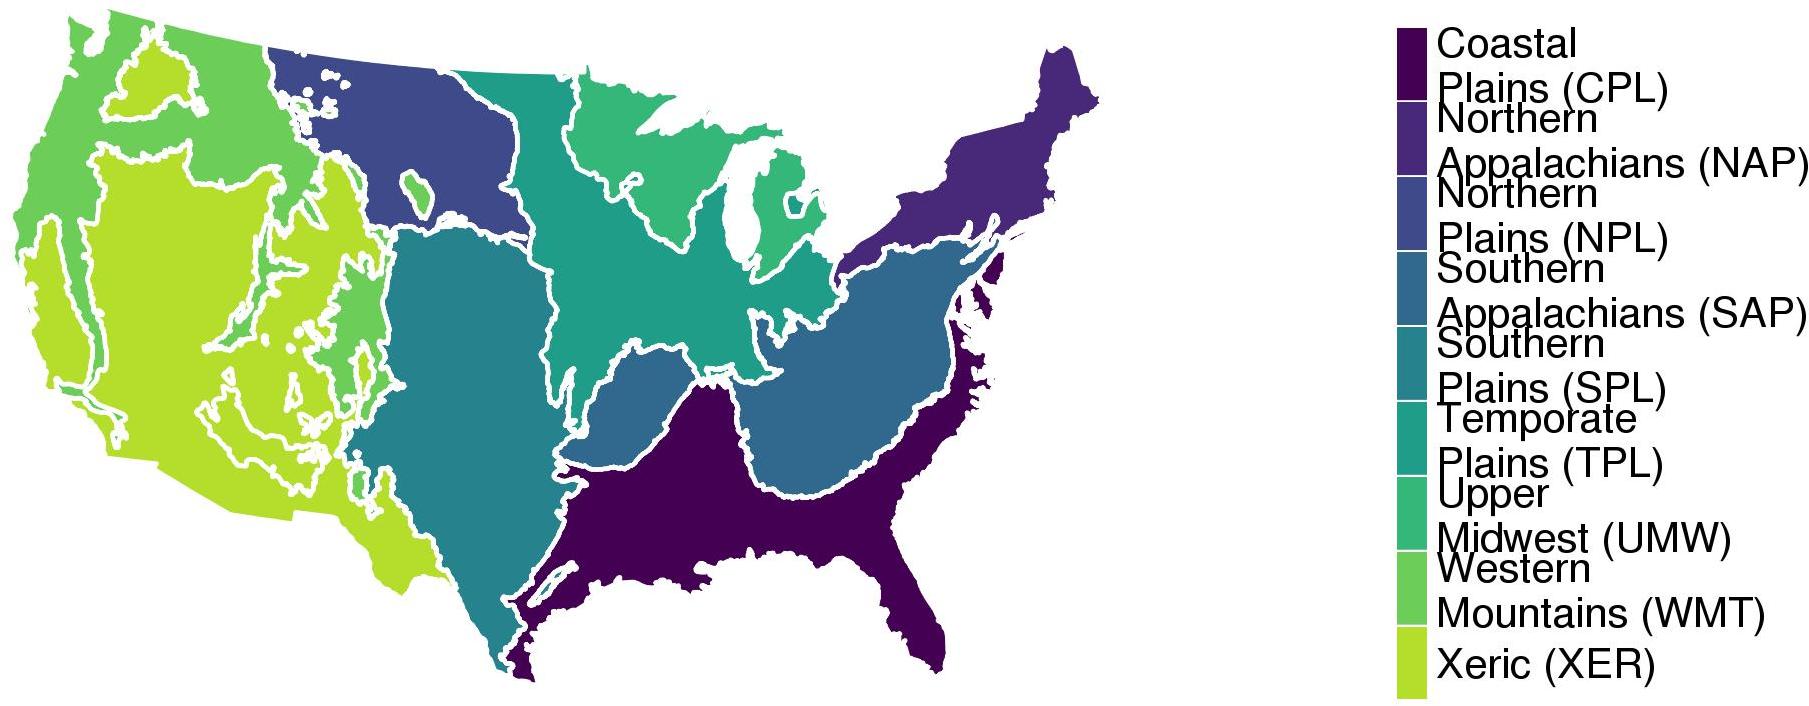 Coastal
Plains (CPL)
Northern
Appalachians (NAP)
Northern
Plains (NPL)
Southern
Appalachians (SAP)
Southern
Plains (SPL)
Temporate
Plains (TPL)
Upper
Midwest (UMW)
Western
Mountains (WMT)
Xeric (XER)